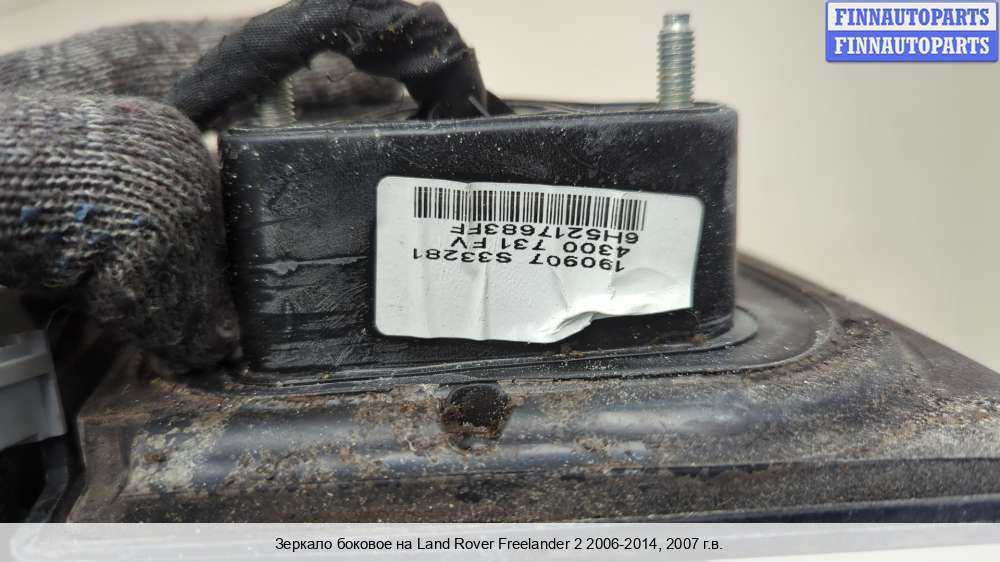 FINNAUTOPARTS
FINNAUTOPARTS
190907 S33281
4300 731 FV
6H5217683FF
Зеркало боковое на Land Rover Freelander 2 2006-2014, 2007 г.в.